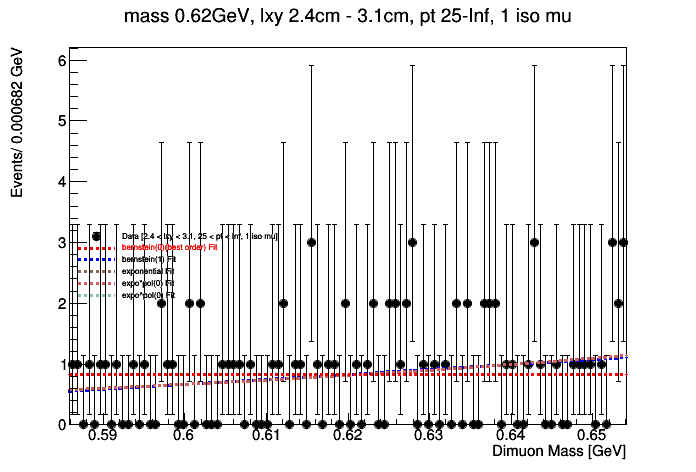 mass 0.62GeV, lxy 2.4cm - 3.1cm, pt 25-Inf, 1 iso mu
Events/ 0.000682 GeV
6
5
4
3
2
1
0
Data [2.4 < lxy < 3.1, 25 < pt < Inf, 1 iso mu]
bernstein(0)(best order) Fit
bernstein(1) Fit
exponential Fit
expo*pol(0) Fit
expo^pol(0) Fit
0.59 0.6 0.61 0.62 0.63 0.64 0.65
Dimuon Mass [GeV]